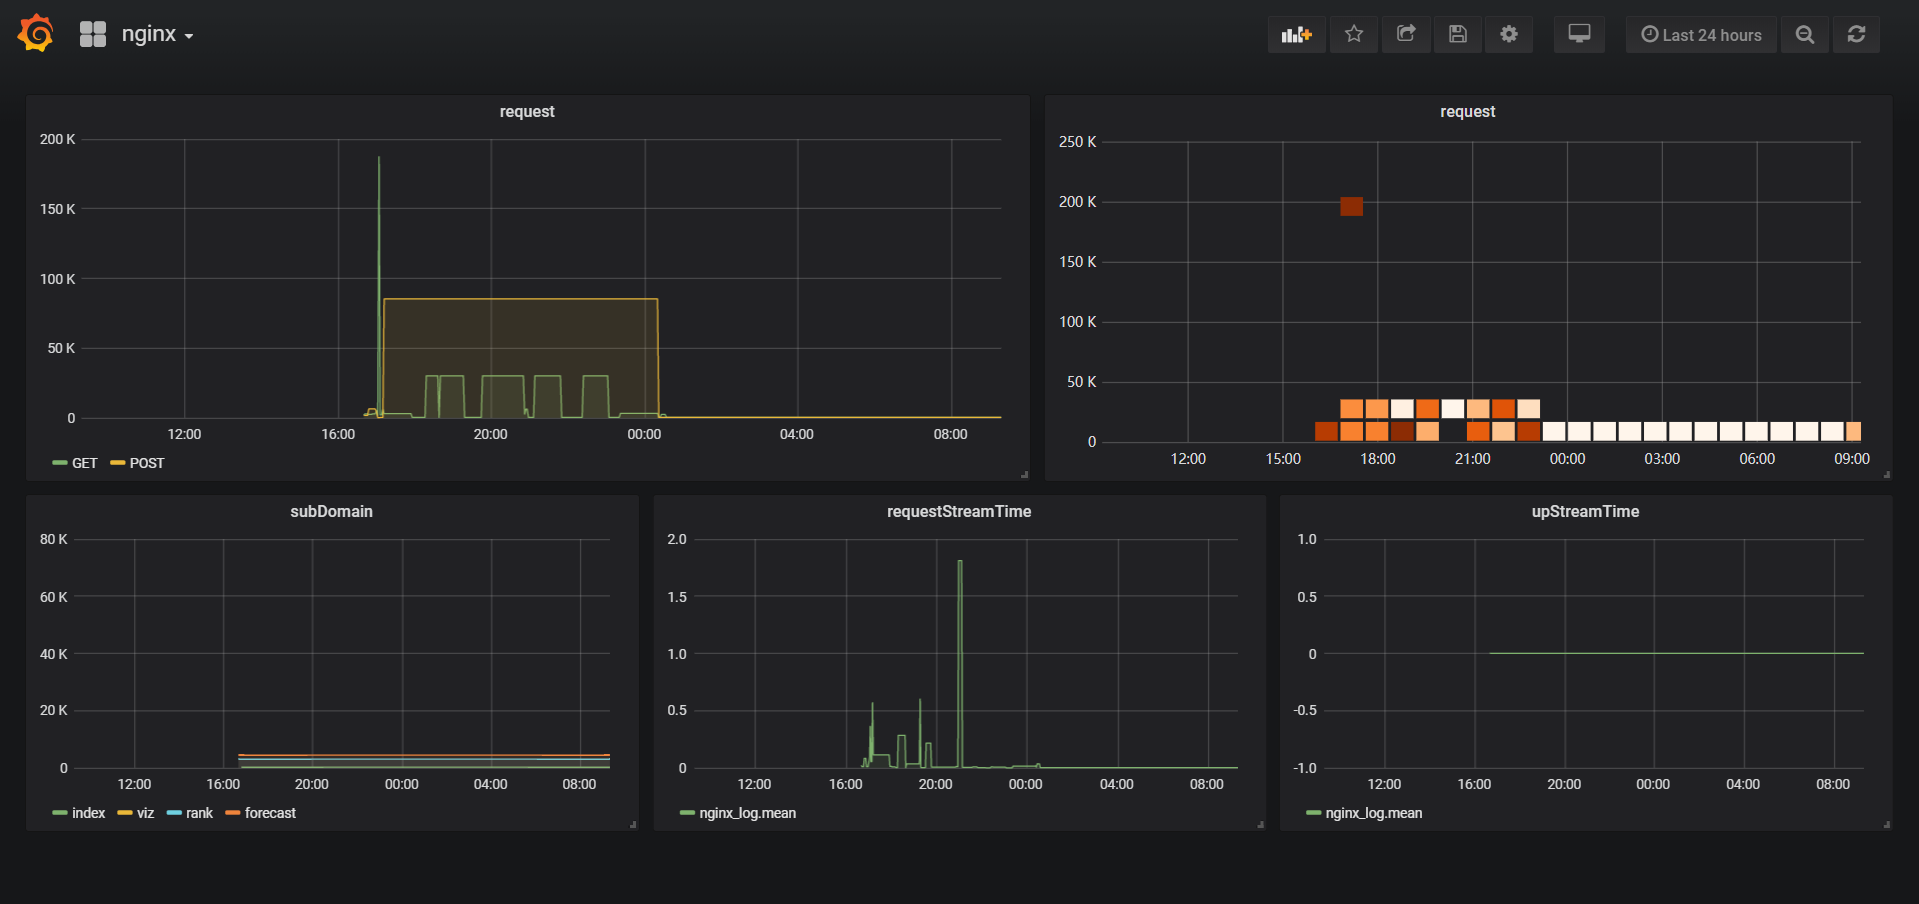 nginx
Last 24 hours
request
200 K
150 K
100 K
50 K
0
12:00 16:00 20:00 00:00 04:00 08:00
GET POST
request
250 K
200 K
150 K
100 K
50 K
0
12:00 15:00 18:00 21:00 00:00 03:00 06:00 09:00
subDomain
80 K
60 K
40 K
20 K
0
12:00 16:00 20:00 00:00 04:00 08:00
index viz rank forecast
requestStreamTime
2.0
1.5
1.0
0.5
0
12:00 16:00 20:00 00:00 04:00 08:00
nginx_log.mean
upStreamTime
1.0
0.5
0
-0.5
-1.0
12:00 16:00 20:00 00:00 04:00 08:00
nginx_log.mean